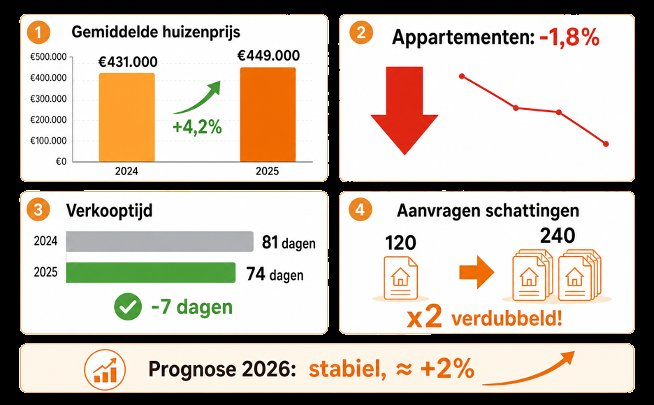 1 Gemiddelde huizenprijs
€500.000
€400.000
€300.000
€200.000
€100.000
€0
€431.000
€449.000
+4,2%
2024
2025
2 Appartementen: -1,8%
3 Verkooptijd
2024 81 dagen
2025 74 dagen
-7 dagen
4 Aanvragen schattingen
120
240
x2 verdubbeld!
Prognose 2026: stabiel, ≈ +2%